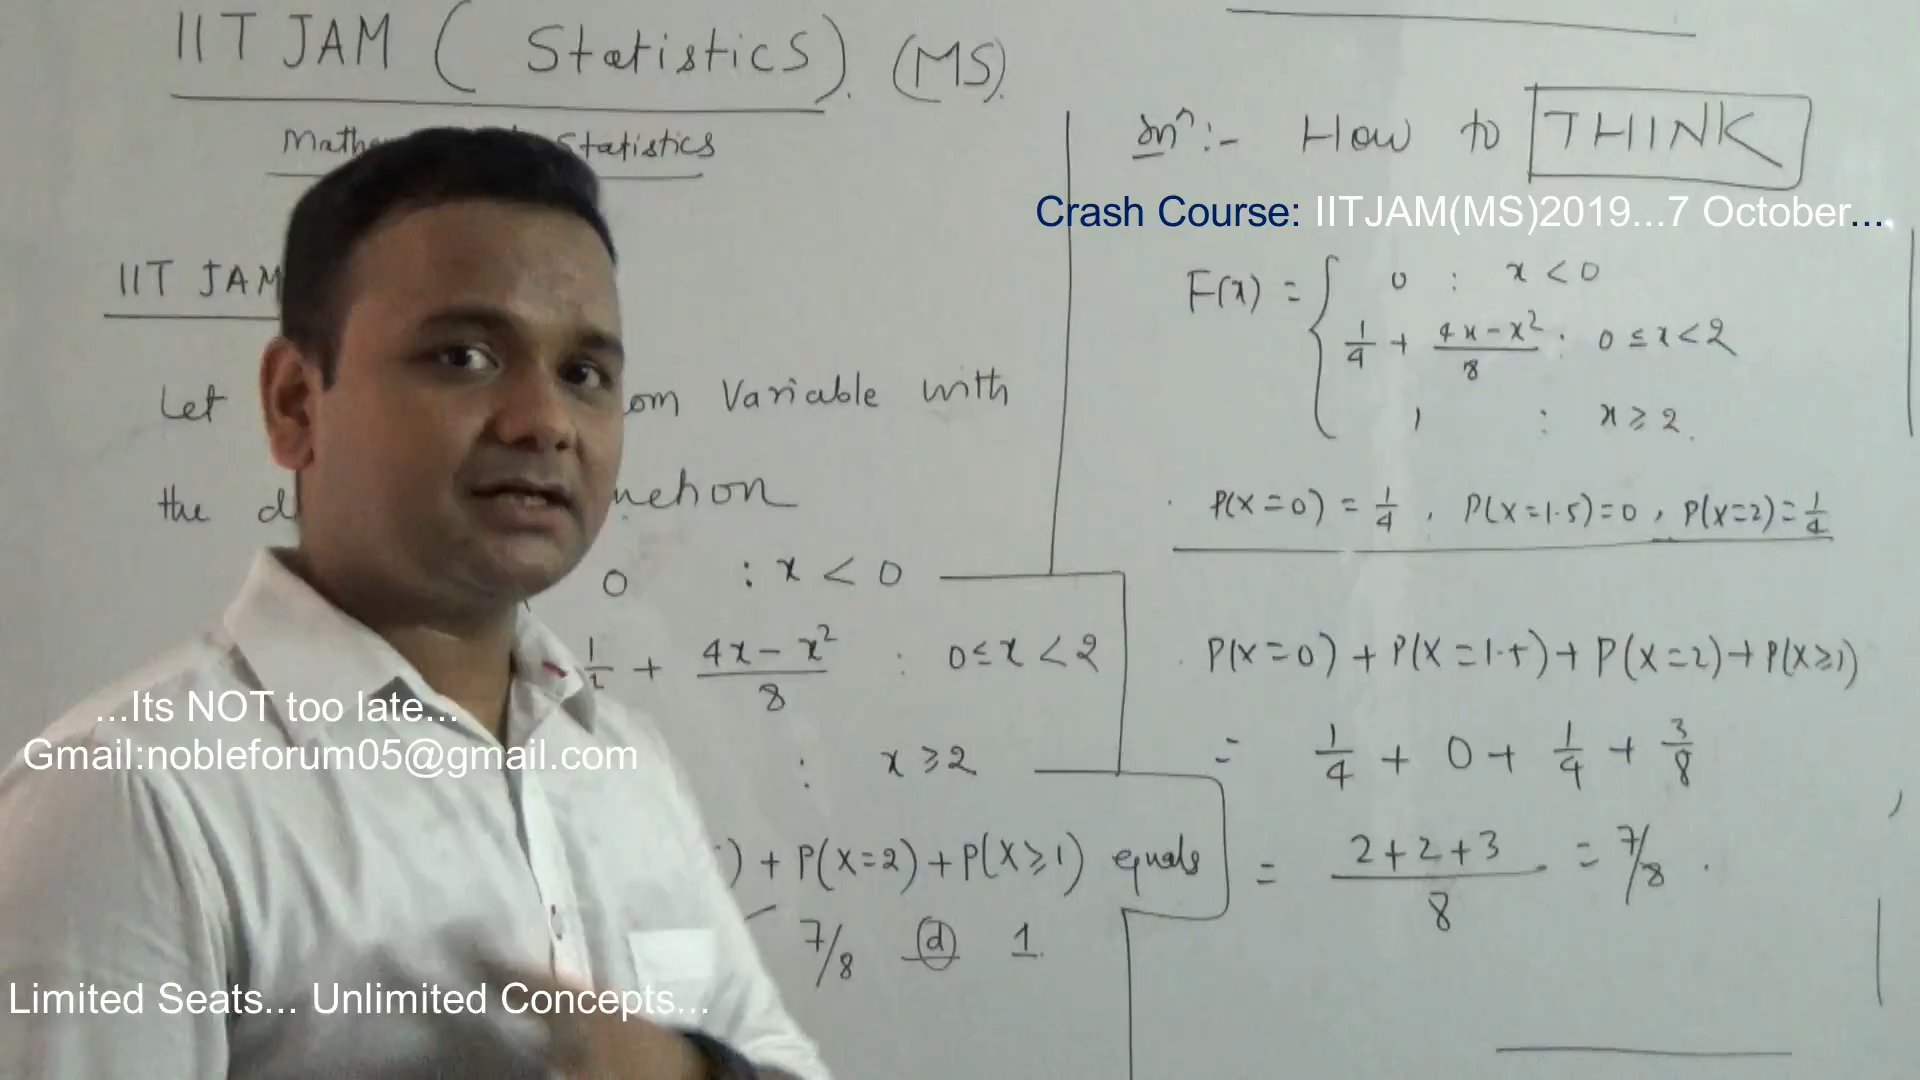 IIT JAM ( Statistics). (MS).
Statistics
IIT JAM
Let Variable with
the
0 : x < 0
+ (4x - x²)/8 : 0 ≤ x < 2
: x ≥ 2
) + P(X=2) + P(X≥1) equals
7/8 (d) 1
Sol^n :- How to THINK
Crash Course: IITJAM(MS)2019...7 October....
F(x) = { 0 : x < 0
1/4 + (4x - x²)/8 : 0 ≤ x < 2
1 : x ≥ 2.
P(X=0) = 1/4 , P(X=1.5)=0 , P(X=2)=1/4
P(X=0) + P(X=1.5) + P(X=2) + P(X≥1)
= 1/4 + 0 + 1/4 + 3/8
= (2+2+3)/8 = 7/8 .
...Its NOT too late...
Gmail:nobleforum05@gmail.com
Limited Seats... Unlimited Concepts...